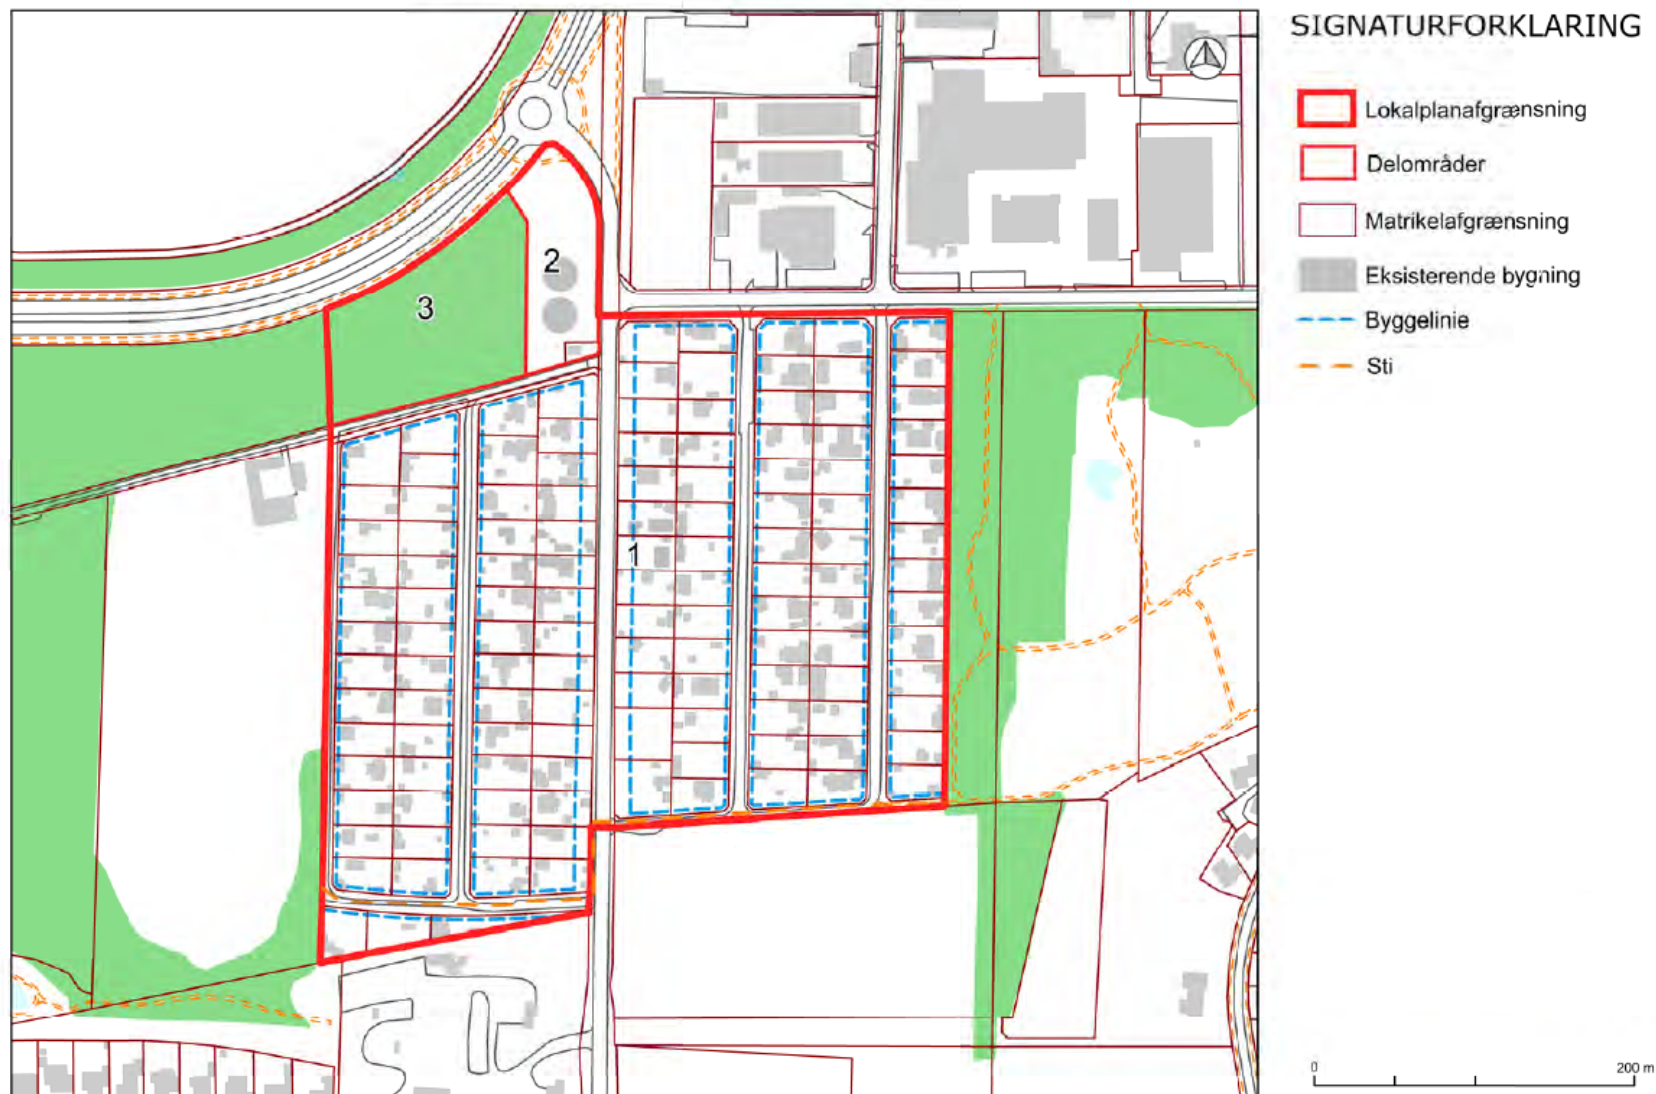 SIGNATURFORKLARING
Lokalplanafgrænsning
Delområder
Matrikelafgrænsning
Eksisterende bygning
Byggelinie
Sti
2
3
1
0 200 m